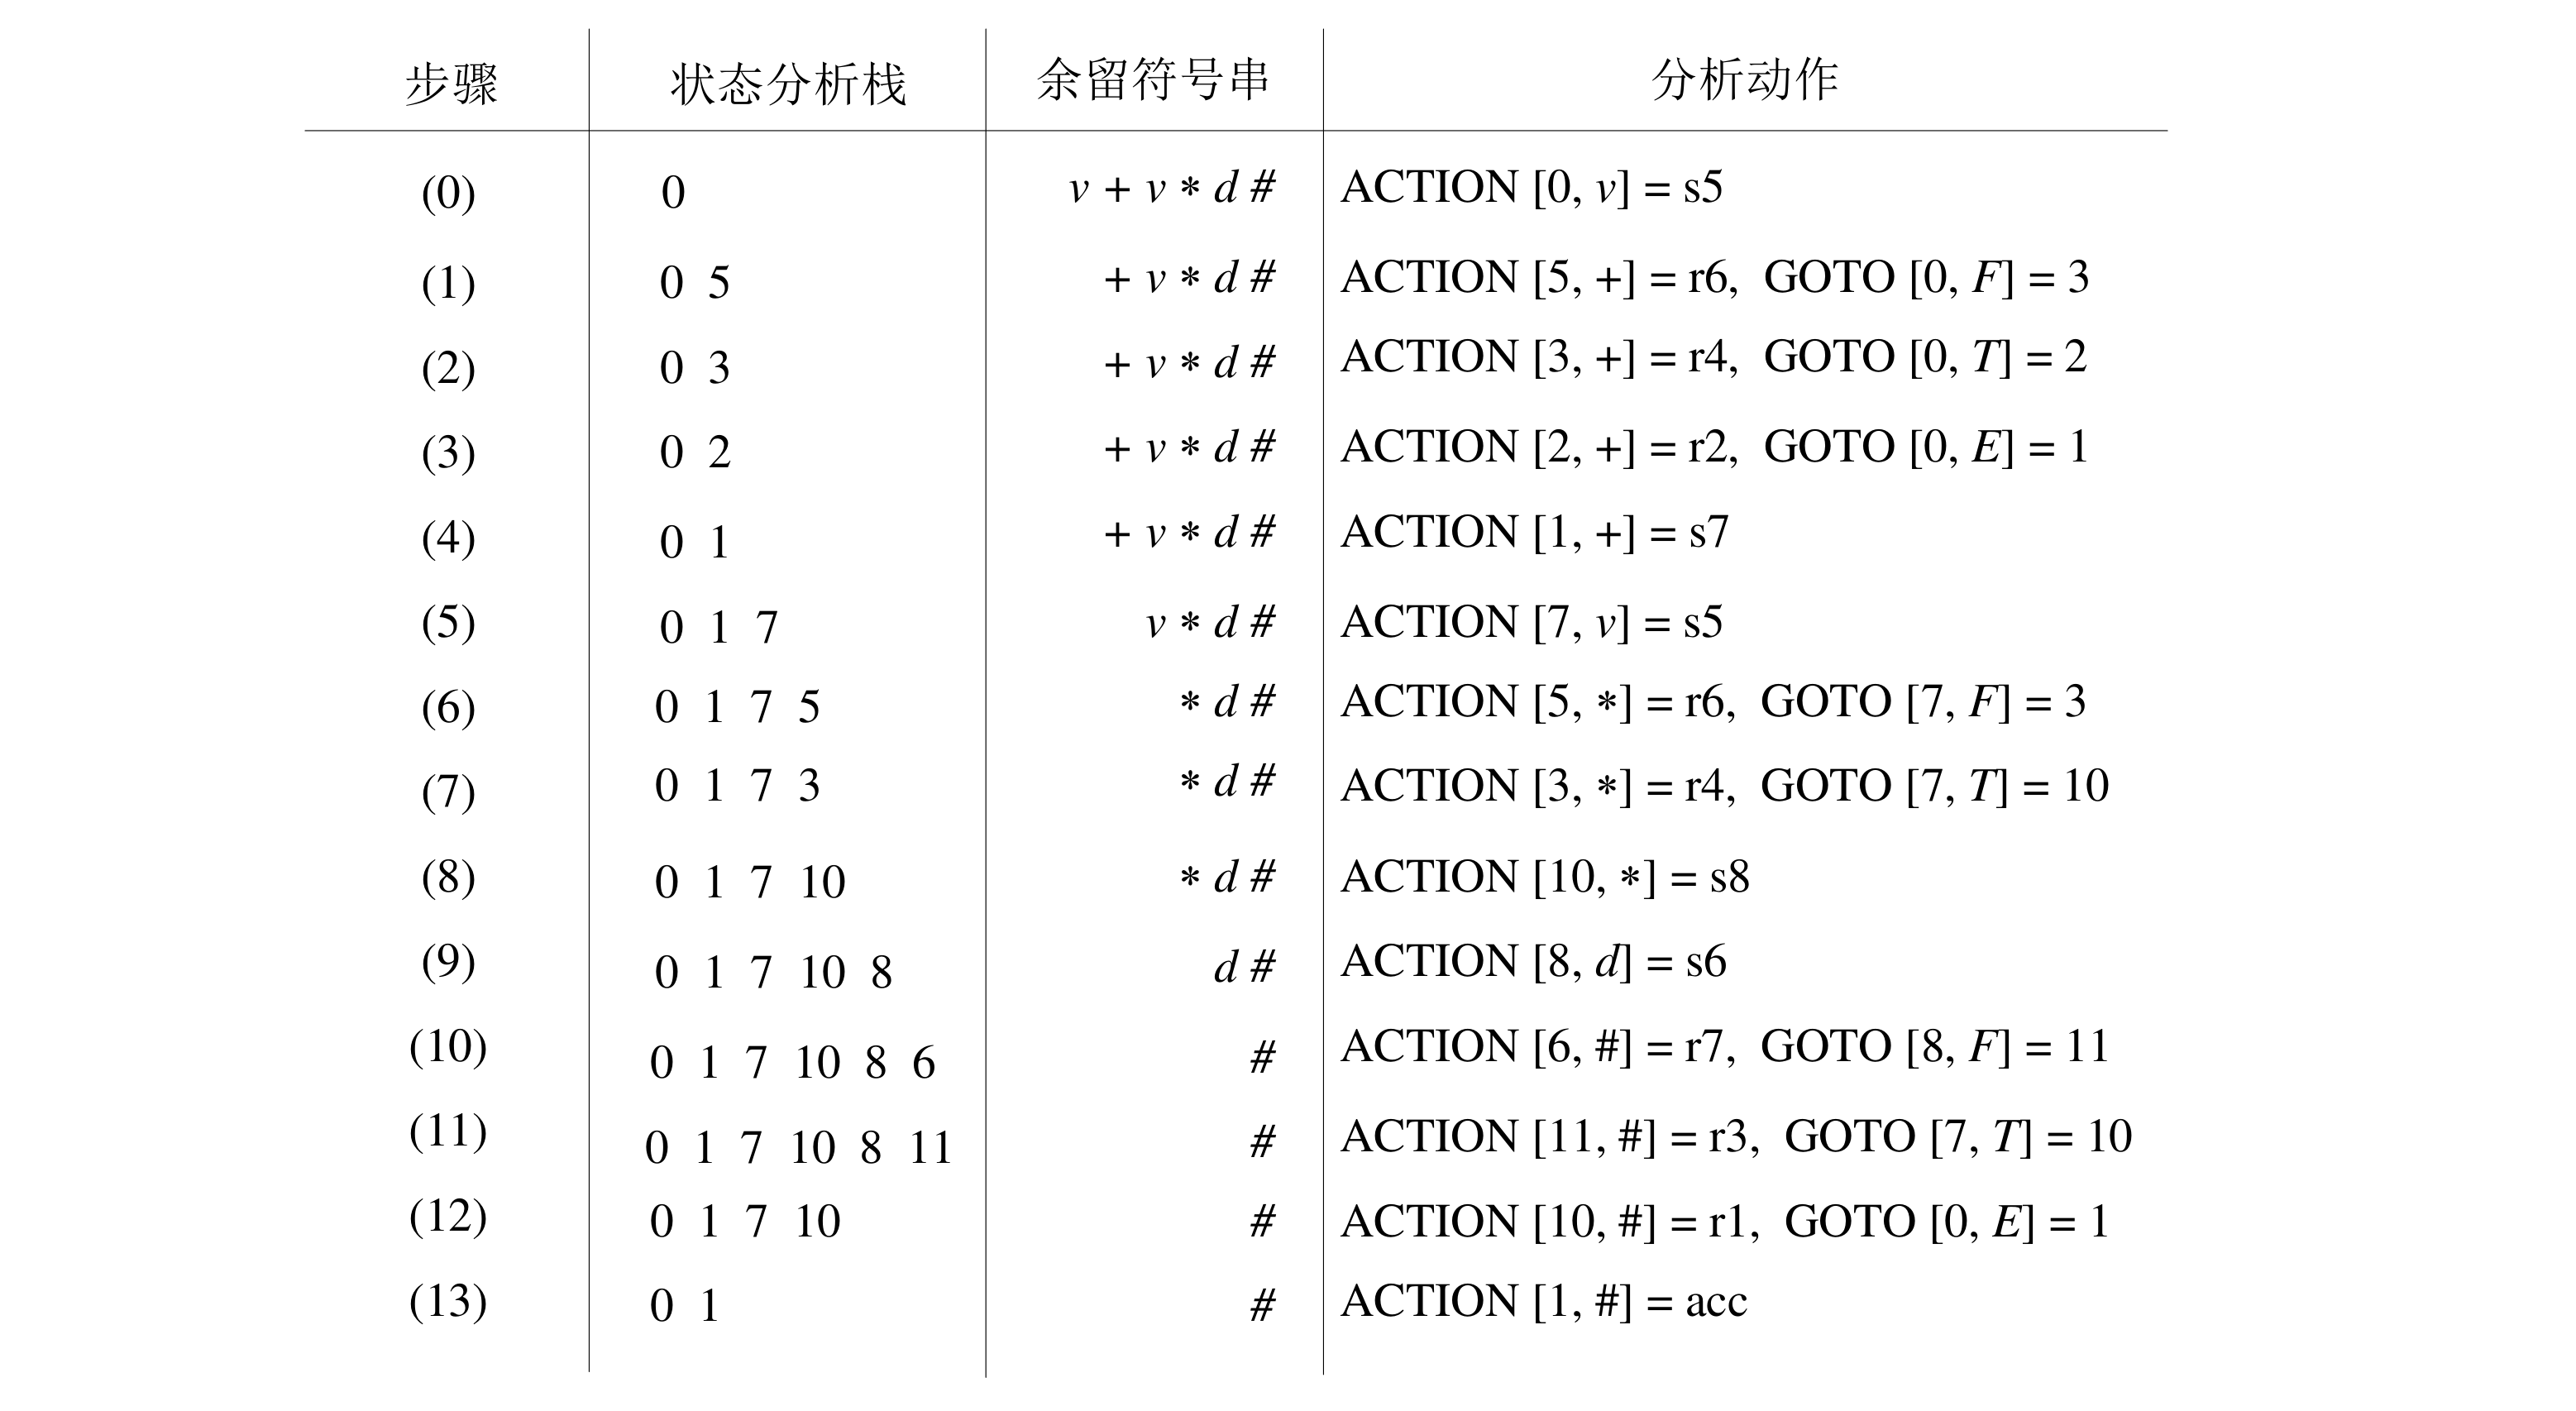 步骤 状态分析栈 余留符号串 分析动作
(0) 0 v + v * d # ACTION [0, v] = s5
(1) 0 5 + v * d # ACTION [5, +] = r6, GOTO [0, F] = 3
(2) 0 3 + v * d # ACTION [3, +] = r4, GOTO [0, T] = 2
(3) 0 2 + v * d # ACTION [2, +] = r2, GOTO [0, E] = 1
(4) 0 1 + v * d # ACTION [1, +] = s7
(5) 0 1 7 v * d # ACTION [7, v] = s5
(6) 0 1 7 5 * d # ACTION [5, *] = r6, GOTO [7, F] = 3
(7) 0 1 7 3 * d # ACTION [3, *] = r4, GOTO [7, T] = 10
(8) 0 1 7 10 * d # ACTION [10, *] = s8
(9) 0 1 7 10 8 d # ACTION [8, d] = s6
(10) 0 1 7 10 8 6 # ACTION [6, #] = r7, GOTO [8, F] = 11
(11) 0 1 7 10 8 11 # ACTION [11, #] = r3, GOTO [7, T] = 10
(12) 0 1 7 10 # ACTION [10, #] = r1, GOTO [0, E] = 1
(13) 0 1 # ACTION [1, #] = acc